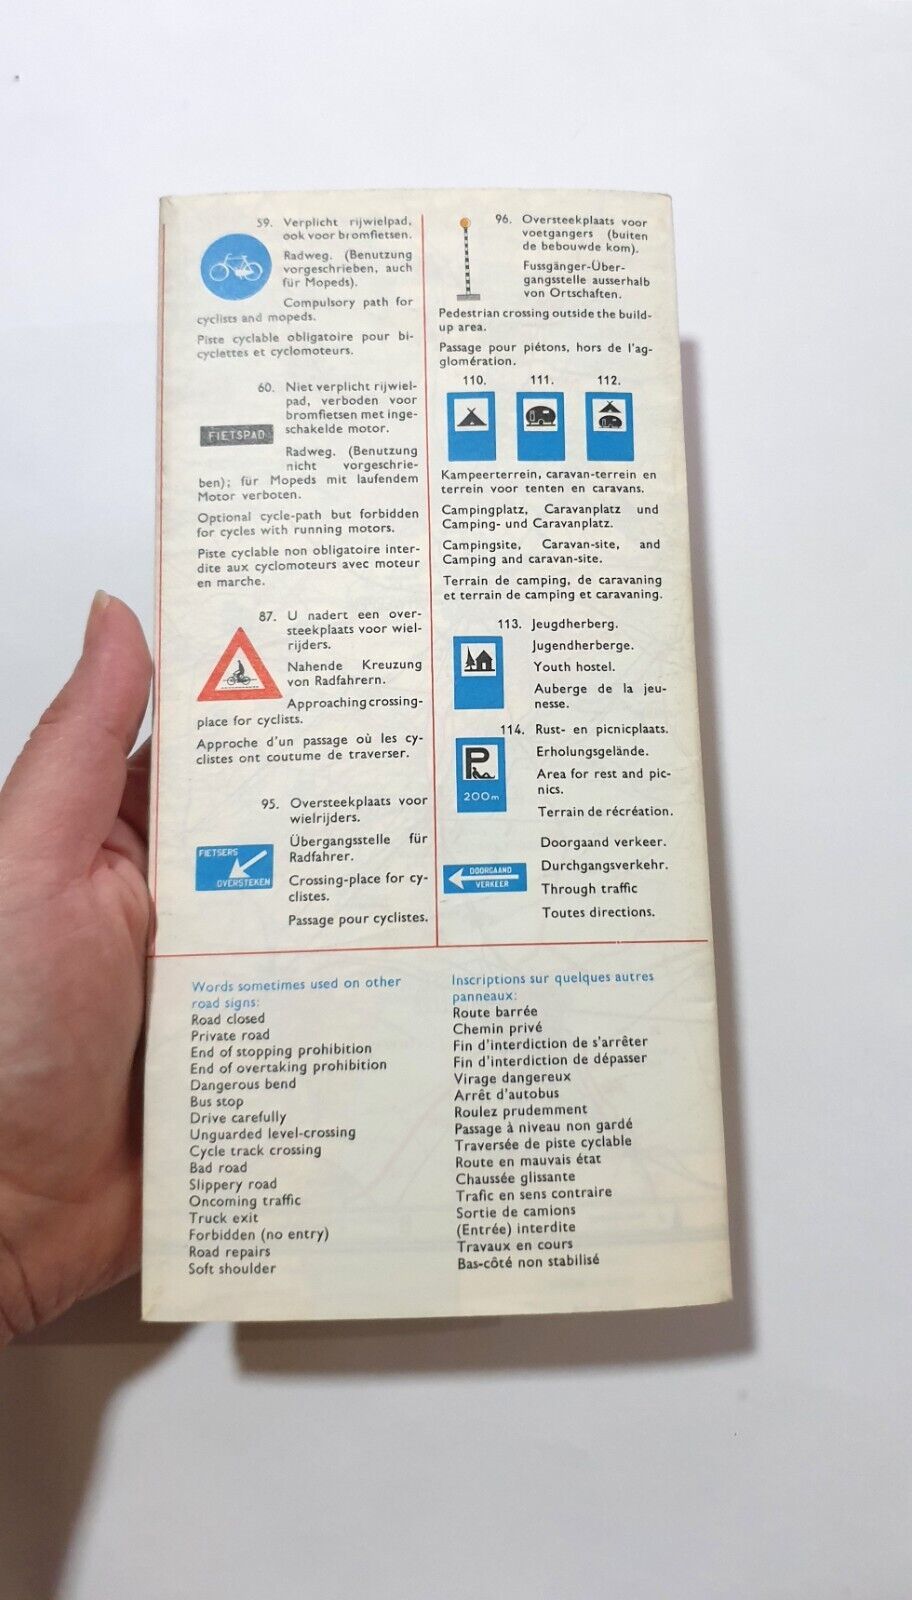 59. Verplicht rijwielpad,
ook voor bromfietsen.
Radweg. (Benutzung
vorgeschrieben, auch
für Mopeds).
Compulsory path for
cyclists and mopeds.
Piste cyclable obligatoire pour bi-
cyclettes et cyclomoteurs.
60. Niet verplicht rijwiel-
pad, verboden voor
bromfietsen met inge-
schakelde motor.
FIETSPAD
Radweg. (Benutzung
nicht vorgeschrie-
ben); für Mopeds mit laufendem
Motor verboten.
Optional cycle-path but forbidden
for cycles with running motors.
Piste cyclable non obligatoire inter-
dite aux cyclomoteurs avec moteur
en marche.
87. U nadert een over-
steekplaats voor wiel-
rijders.
Nahende Kreuzung
von Radfahrern.
Approaching crossing-
place for cyclists.
Approche d'un passage où les cy-
clistes ont coutume de traverser.
95. Oversteekplaats voor
wielrijders.
FIETSERS
OVERSTEKEN
Übergangsstelle für
Radfahrer.
Crossing-place for cy-
clistes.
Passage pour cyclistes.
96. Oversteekplaats voor
voetgangers (buiten
de bebouwde kom).
Fussgänger-Über-
gangsstelle ausserhalb
von Ortschaften.
Pedestrian crossing outside the build-
up area.
Passage pour piétons, hors de l'ag-
glomération.
110. 111. 112.
Kampeerterrein, caravan-terrein en
terrein voor tenten en caravans.
Campingplatz, Caravanplatz und
Camping- und Caravanplatz.
Campingsite, Caravan-site, and
Camping and caravan-site.
Terrain de camping, de caravaning
et terrain de camping et caravaning.
113. Jeugdherberg.
Jugendherberge.
Youth hostel.
Auberge de la jeu-
nesse.
114. Rust- en picnicplaats.
P
200m
Erholungsgelände.
Area for rest and pic-
nics.
Terrain de récréation.
Doorgaand verkeer.
DOORGAAND
VERKEER
Durchgangsverkehr.
Through traffic
Toutes directions.
Words sometimes used on other
road signs:
Road closed
Private road
End of stopping prohibition
End of overtaking prohibition
Dangerous bend
Bus stop
Drive carefully
Unguarded level-crossing
Cycle track crossing
Bad road
Slippery road
Oncoming traffic
Truck exit
Forbidden (no entry)
Road repairs
Soft shoulder
Inscriptions sur quelques autres
panneaux:
Route barrée
Chemin privé
Fin d'interdiction de s'arrêter
Fin d'interdiction de dépasser
Virage dangereux
Arrêt d'autobus
Roulez prudemment
Passage à niveau non gardé
Traversée de piste cyclable
Route en mauvais état
Chaussée glissante
Trafic en sens contraire
Sortie de camions
(Entrée) interdite
Travaux en cours
Bas-côté non stabilisé